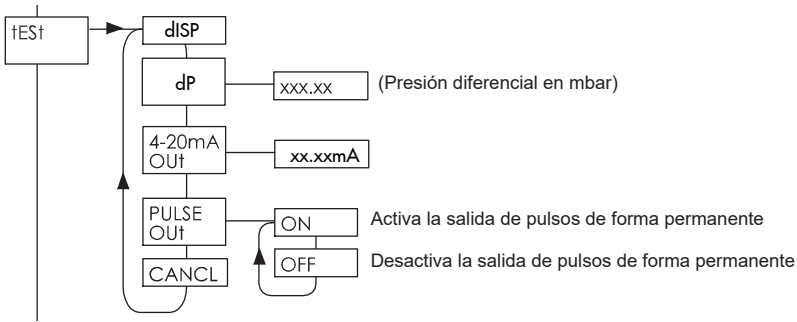 tESt
dISP
dP
xxx.xx
(Presión diferencial en mbar)
4-20mA
OUt
xx.xxmA
PULSE
OUt
ON
Activa la salida de pulsos de forma permanente
OFF
Desactiva la salida de pulsos de forma permanente
CANCL